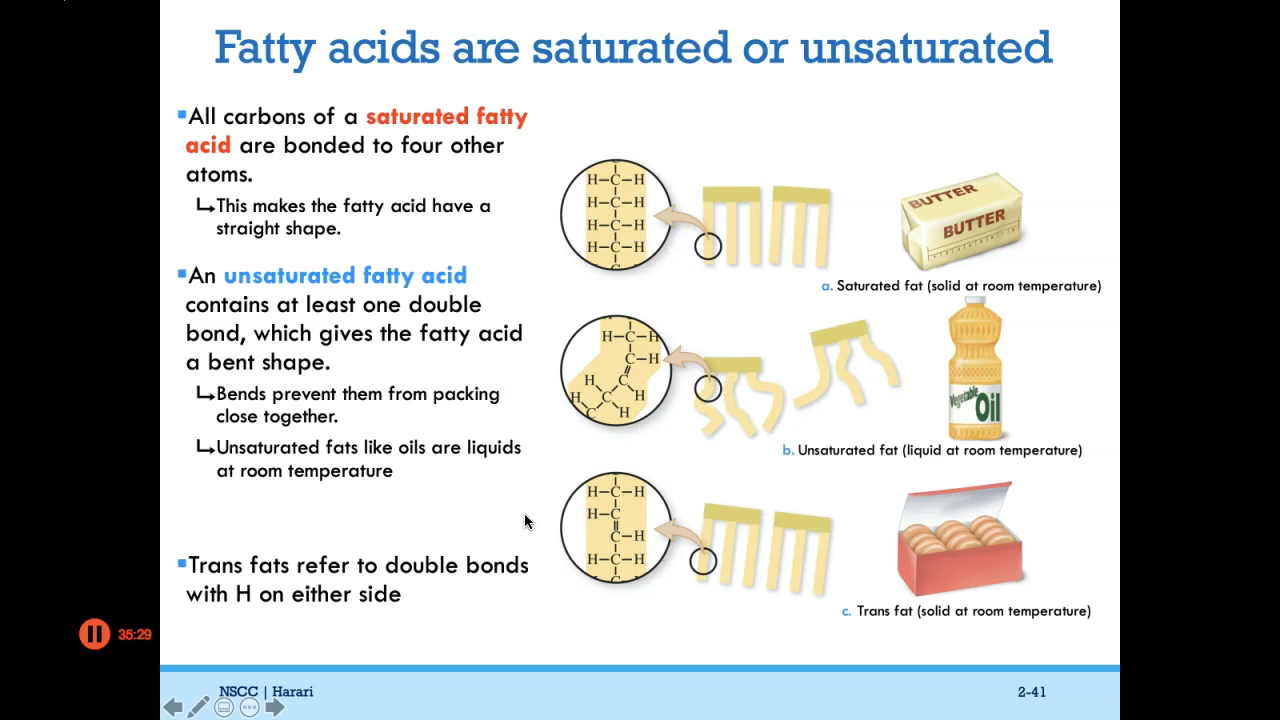 Fatty acids are saturated or unsaturated
▪All carbons of a saturated fatty
acid are bonded to four other
atoms.
↳This makes the fatty acid have a
straight shape.
▪An unsaturated fatty acid
contains at least one double
bond, which gives the fatty acid
a bent shape.
↳Bends prevent them from packing
close together.
↳Unsaturated fats like oils are liquids
at room temperature
▪Trans fats refer to double bonds
with H on either side
H–C–H
H–C–H
H–C–H
H–C–H
C
BUTTER
BUTTER
a. Saturated fat (solid at room temperature)
H–C–H
C–H
C
H
H
H
C
H
C
Vegetable
Oil
b. Unsaturated fat (liquid at room temperature)
H–C–H
H–C
C–H
H–C–H
C
c. Trans fat (solid at room temperature)
35:29
NSCC | Harari
2-41